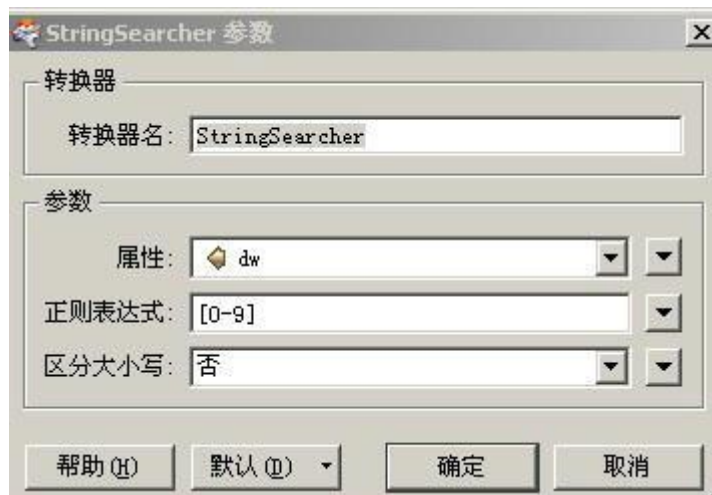 StringSearcher 参数
转换器
转换器名: StringSearcher
参数
属性: dw
正则表达式: [0-9]
区分大小写: 否
帮助(H) 默认(D) 确定 取消